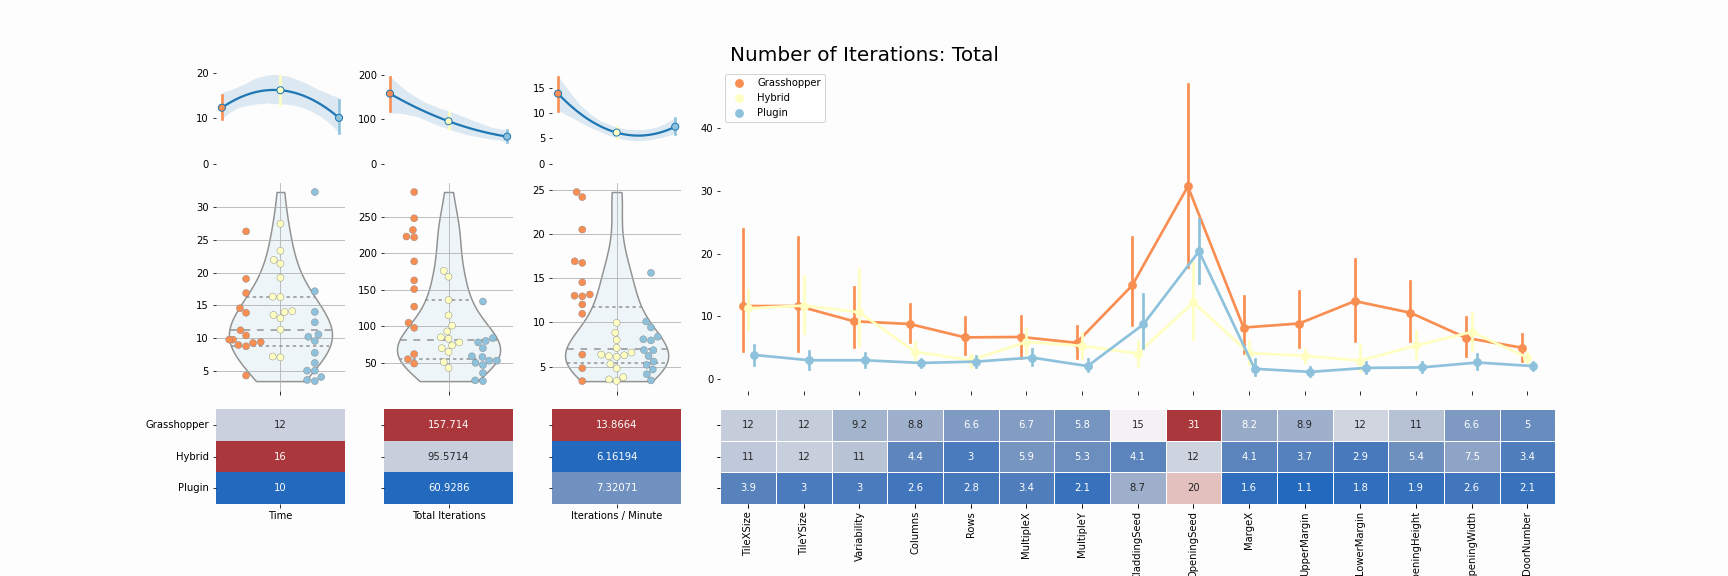 Number of Iterations: Total
Grasshopper
Hybrid
Plugin
20
10
0
200
100
0
15
10
5
0
40
30
20
10
0
30
25
20
15
10
5
250
200
150
100
50
25
20
15
10
5
Grasshopper 12 157.714 13.8664 12 12 9.2 8.8 6.6 6.7 5.8 15 31 8.2 8.9 12 11 6.6 5
Hybrid 16 95.5714 6.16194 11 12 11 4.4 3 5.9 5.3 4.1 12 4.1 3.7 2.9 5.4 7.5 3.4
Plugin 10 60.9286 7.32071 3.9 3 3 2.6 2.8 3.4 2.1 8.7 20 1.6 1.1 1.8 1.9 2.6 2.1
Time
Total Iterations
Iterations / Minute
TileXSize
TileYSize
Variability
Columns
Rows
MultipleX
MultipleY
CladdingSeed
OpeningSeed
MargeX
UpperMargin
LowerMargin
peningHeight
peningWidth
DoorNumber